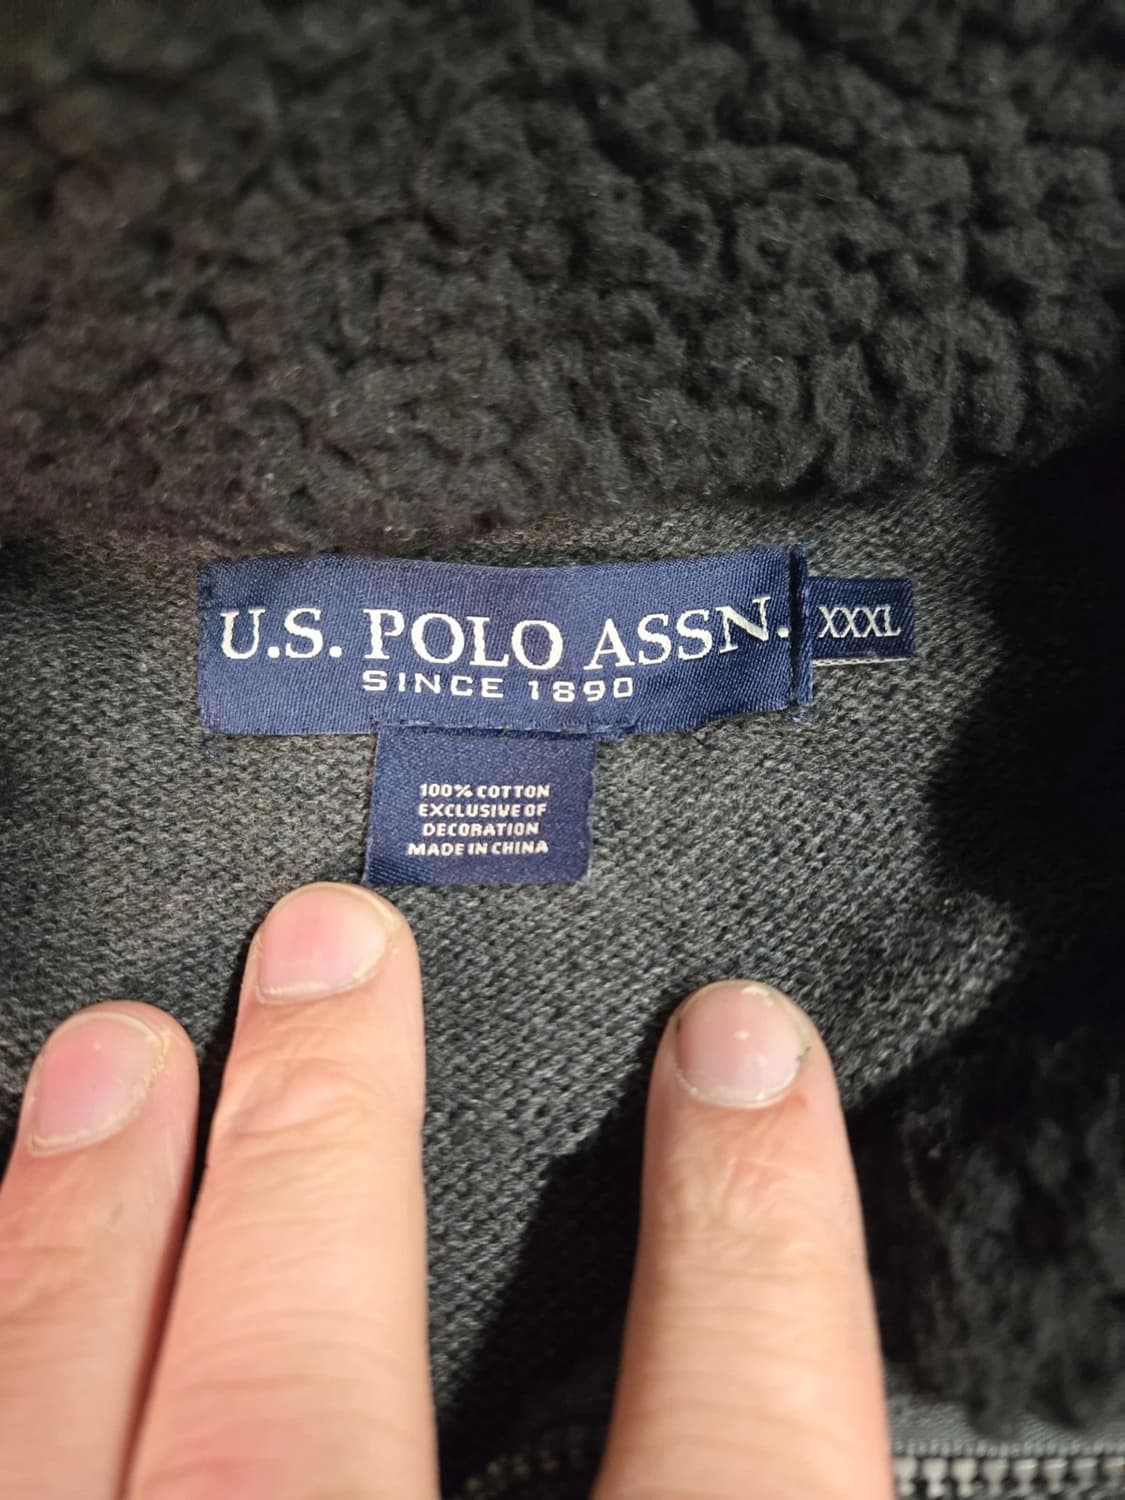 U.S. POLO ASSN.
SINCE 1890
XXXL
100% COTTON
EXCLUSIVE OF
DECORATION
MADE IN CHINA